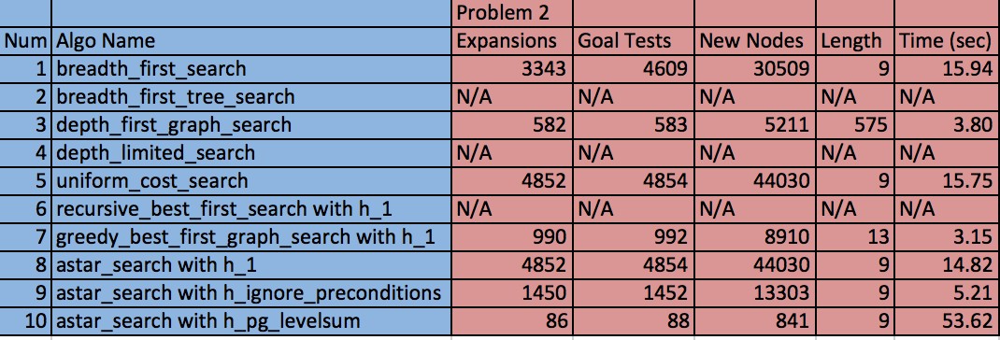 Problem 2
Num Algo Name Expansions Goal Tests New Nodes Length Time (sec)
1 breadth_first_search 3343 4609 30509 9 15.94
2 breadth_first_tree_search N/A N/A N/A N/A N/A
3 depth_first_graph_search 582 583 5211 575 3.80
4 depth_limited_search N/A N/A N/A N/A N/A
5 uniform_cost_search 4852 4854 44030 9 15.75
6 recursive_best_first_search with h_1 N/A N/A N/A N/A N/A
7 greedy_best_first_graph_search with h_1 990 992 8910 13 3.15
8 astar_search with h_1 4852 4854 44030 9 14.82
9 astar_search with h_ignore_preconditions 1450 1452 13303 9 5.21
10 astar_search with h_pg_levelsum 86 88 841 9 53.62